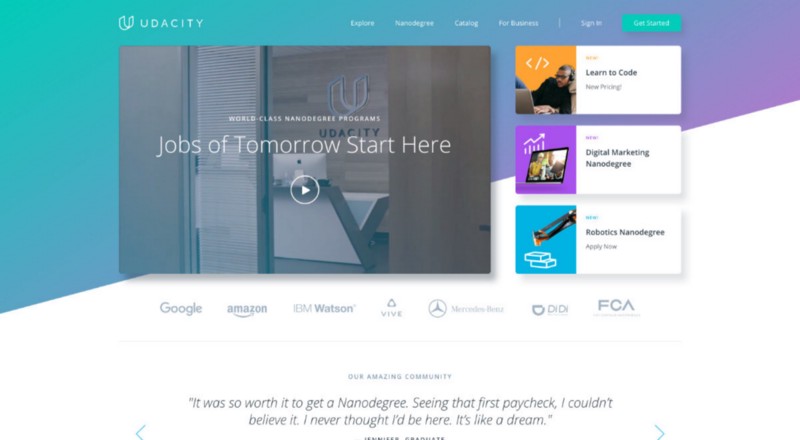 UDACITY
Explore
Nanodegree
Catalog
For Business
Sign In
Get Started
UDACITY
WORLD-CLASS NANODEGREE PROGRAMS
Jobs of Tomorrow Start Here
NEW!
Learn to Code
New Pricing!
NEW!
Digital Marketing
Nanodegree
NEW!
Robotics Nanodegree
Apply Now
Google
amazon
IBM Watson
VIVE
Mercedes-Benz
DiDi
FCA
OUR AMAZING COMMUNITY
"It was so worth it to get a Nanodegree. Seeing that first paycheck, I couldn't
believe it. I never thought I'd be here. It's like a dream."
— JENNIFER, GRADUATE